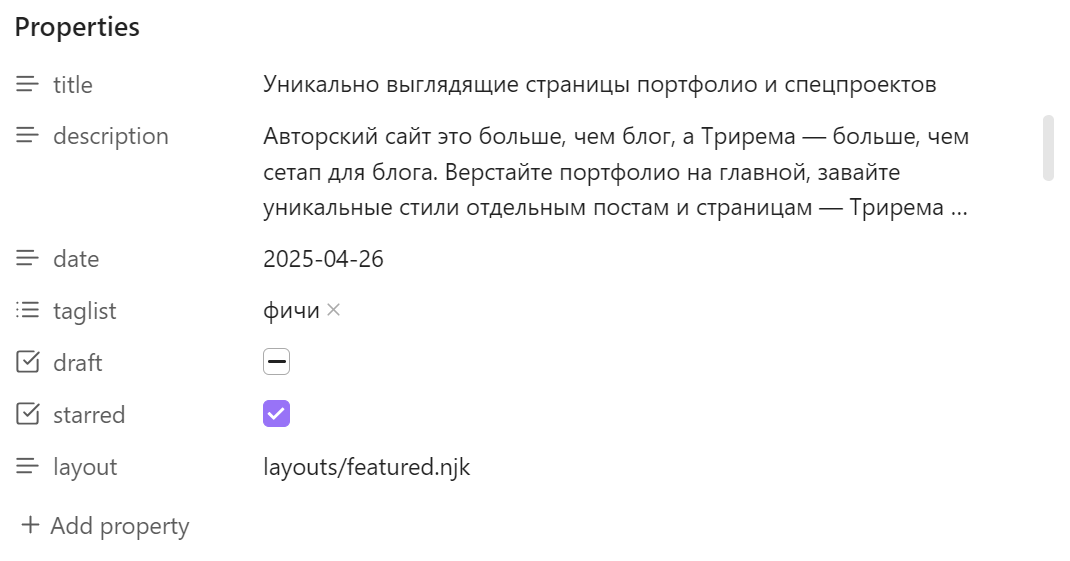 Properties
title
Уникально выглядящие страницы портфолио и спецпроектов
description
Авторский сайт это больше, чем блог, а Трирема — больше, чем
сетап для блога. Верстайте портфолио на главной, завайте
уникальные стили отдельным постам и страницам — Трирема ...
date
2025-04-26
taglist
фичи ×
draft
starred
layout
layouts/featured.njk
+ Add property